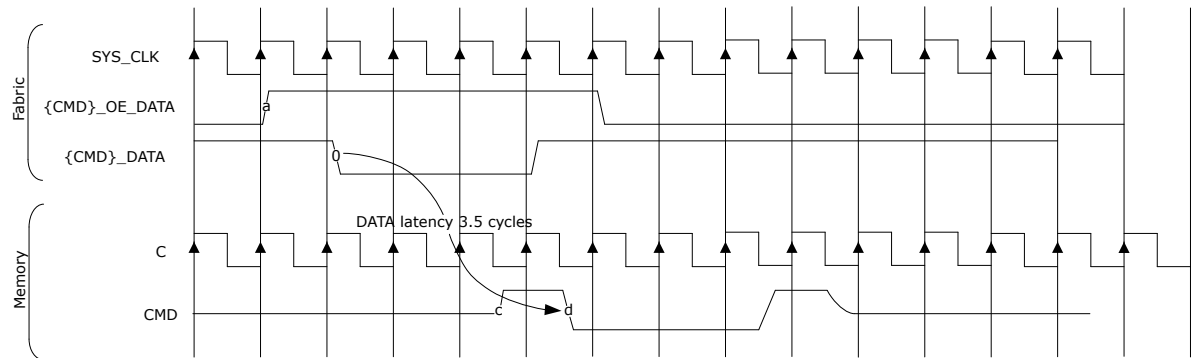 Fabric
SYS_CLK
{CMD}_OE_DATA
a
{CMD}_DATA
0
DATA latency 3.5 cycles
Memory
C
CMD
c
d